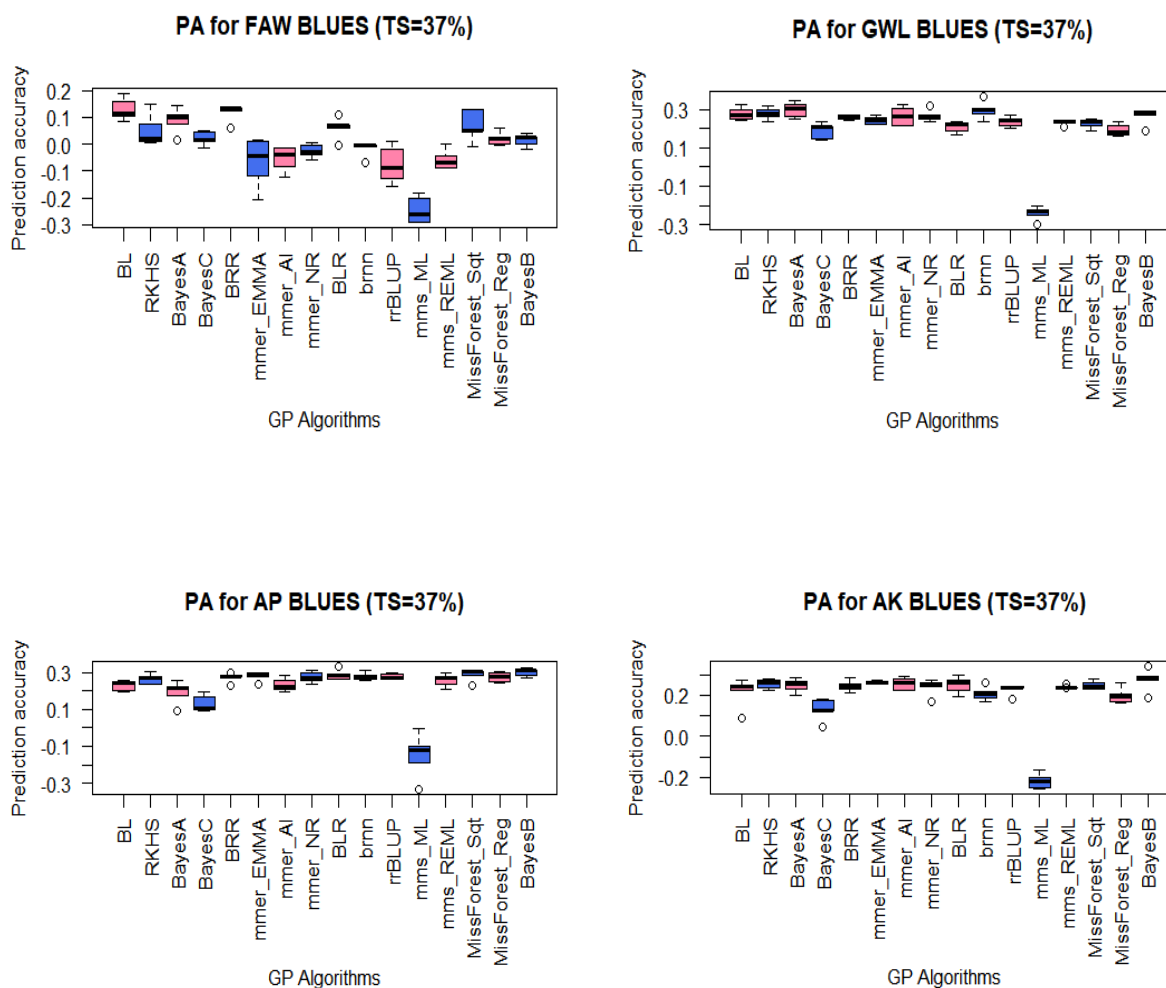 PA for FAW BLUES (TS=37%)
Prediction accuracy
0.2
0.1
0.0
-0.1
-0.2
-0.3
BL
RKHS
BayesA
BayesC
BRR
mmer_EMMA
mmer_AI
mmer_NR
BLR
brnn
rrBLUP
mms_ML
mms_REML
MissForest_Sqt
MissForest_Reg
BayesB
GP Algorithms
PA for GWL BLUES (TS=37%)
Prediction accuracy
0.3
0.1
-0.1
-0.3
BL
RKHS
BayesA
BayesC
BRR
mmer_EMMA
mmer_AI
mmer_NR
BLR
brnn
rrBLUP
mms_ML
mms_REML
MissForest_Sqt
MissForest_Reg
BayesB
GP Algorithms
PA for AP BLUES (TS=37%)
Prediction accuracy
0.3
0.1
-0.1
-0.3
BL
RKHS
BayesA
BayesC
BRR
mmer_EMMA
mmer_AI
mmer_NR
BLR
brnn
rrBLUP
mms_ML
mms_REML
MissForest_Sqt
MissForest_Reg
BayesB
GP Algorithms
PA for AK BLUES (TS=37%)
Prediction accuracy
0.2
0.0
-0.2
BL
RKHS
BayesA
BayesC
BRR
mmer_EMMA
mmer_AI
mmer_NR
BLR
brnn
rrBLUP
mms_ML
mms_REML
MissForest_Sqt
MissForest_Reg
BayesB
GP Algorithms